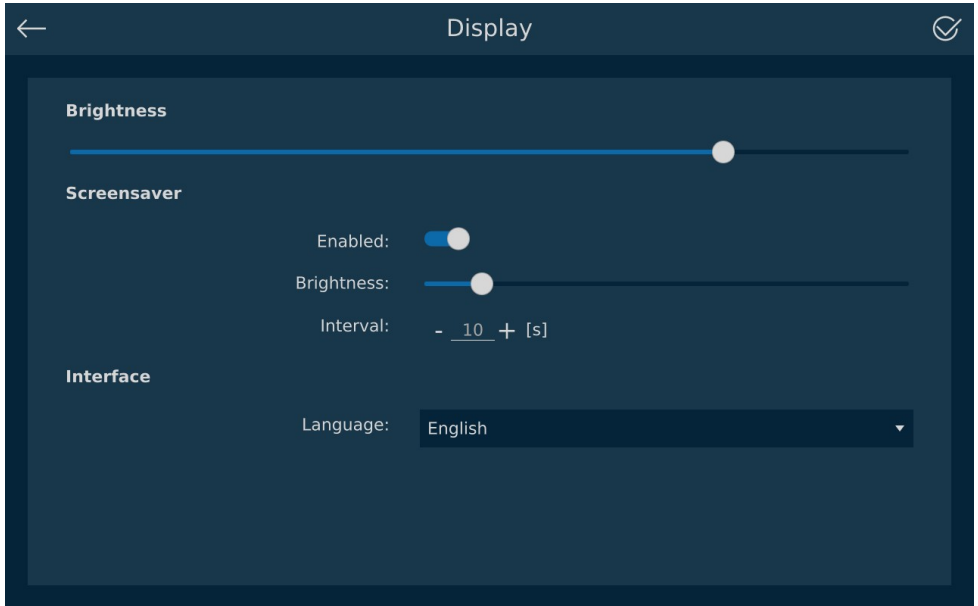 Display
Brightness
Screensaver
Enabled:
Brightness:
Interval: - 10 + [s]
Interface
Language: English